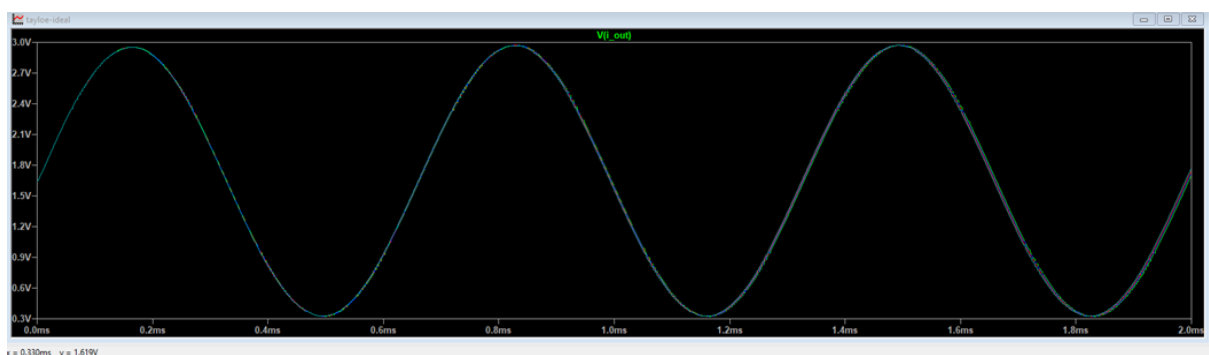 tayloe-ideal
V(i_out)
3.0V
2.7V
2.4V
2.1V
1.8V
1.5V
1.2V
0.9V
0.6V
0.3V
0.0ms 0.2ms 0.4ms 0.6ms 0.8ms 1.0ms 1.2ms 1.4ms 1.6ms 1.8ms 2.0ms
x = 0.330ms y = 1.619V